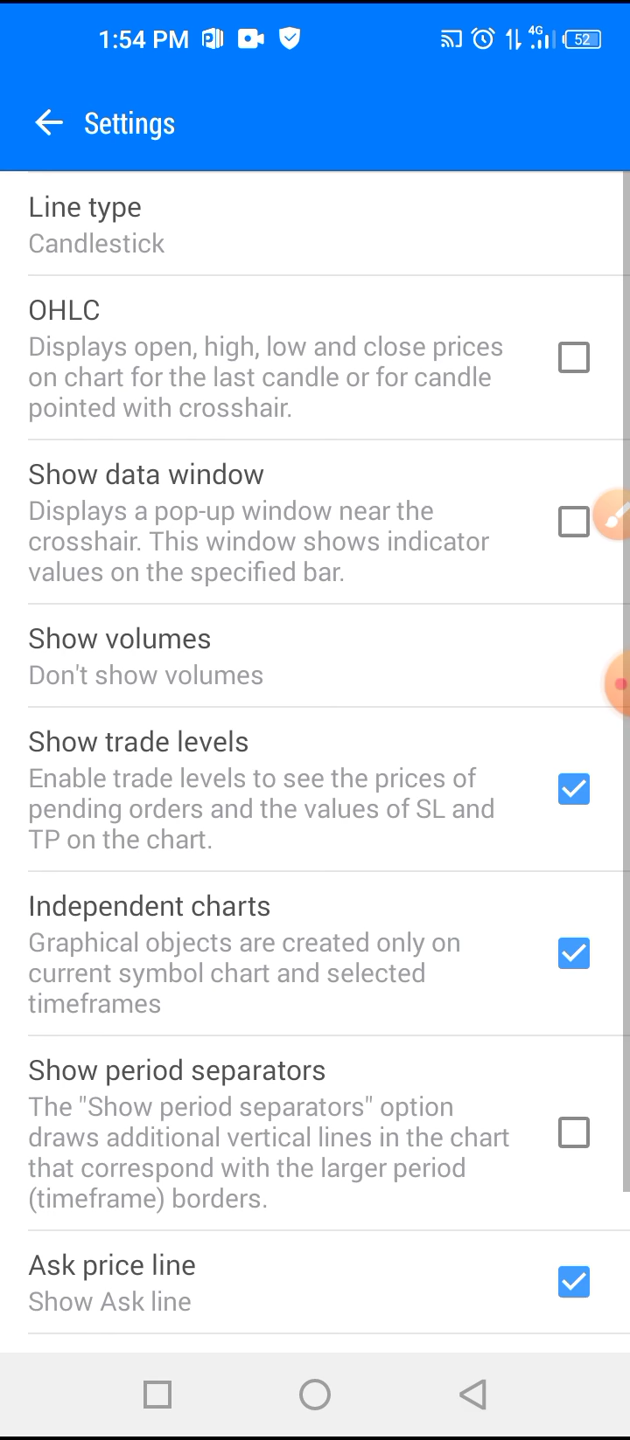 1:54 PM
4G
52
Settings
Line type
Candlestick
OHLC
Displays open, high, low and close prices
on chart for the last candle or for candle
pointed with crosshair.
Show data window
Displays a pop-up window near the
crosshair. This window shows indicator
values on the specified bar.
Show volumes
Don't show volumes
Show trade levels
Enable trade levels to see the prices of
pending orders and the values of SL and
TP on the chart.
Independent charts
Graphical objects are created only on
current symbol chart and selected
timeframes
Show period separators
The "Show period separators" option
draws additional vertical lines in the chart
that correspond with the larger period
(timeframe) borders.
Ask price line
Show Ask line